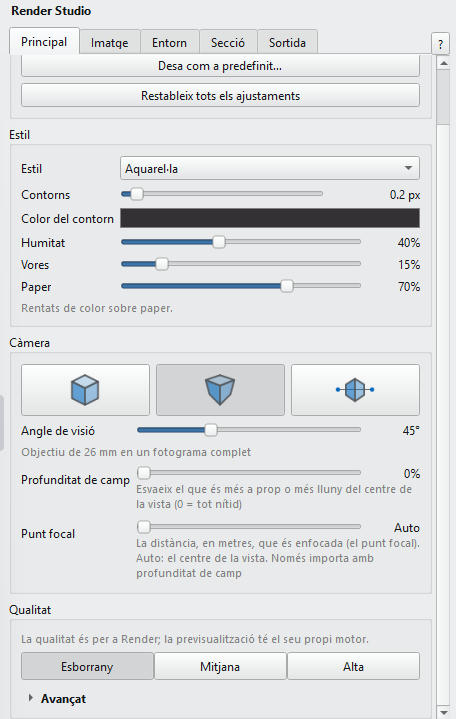 Render Studio
Principal
Imatge
Entorn
Secció
Sortida
?
Desa com a predefinit...
Restableix tots els ajustaments
Estil
Estil
Aquarel·la
Contorns
0.2 px
Color del contorn
Humitat
40%
Vores
15%
Paper
70%
Rentats de color sobre paper.
Càmera
Angle de visió
45°
Objectiu de 26 mm en un fotograma complet
Profunditat de camp
0%
Esvaeix el que és més a prop o més lluny del centre de
la vista (0 = tot nítid)
Punt focal
Auto
La distància, en metres, que és enfocada (el punt focal).
Auto: el centre de la vista. Només importa amb
profunditat de camp
Qualitat
La qualitat és per a Render; la previsualització té el seu propi motor.
Esborrany
Mitjana
Alta
Avançat